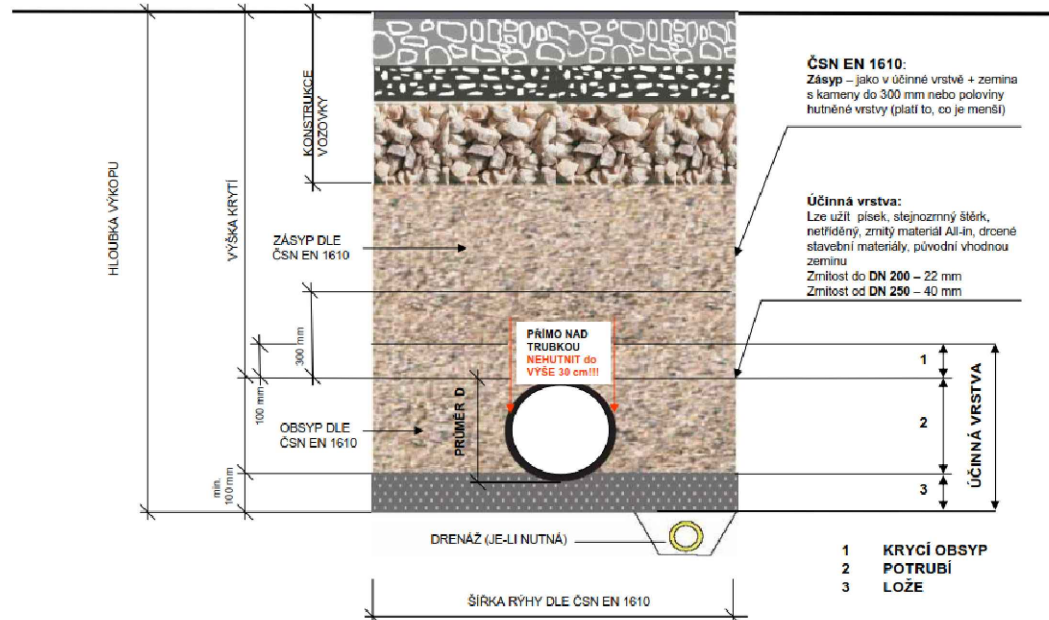 HLOUBKA VÝKOPU
VÝŠKA KRYTÍ
KONSTRUKCE
VOZOVKY
ČSN EN 1610:
Zásyp – jako v účinné vrstvě + zemina
s kameny do 300 mm nebo poloviny
hutněné vrstvy (platí to, co je menší)
Účinná vrstva:
Lze užít písek, stejnozrnný štěrk,
netříděný, zrnitý materiál All-in, drcené
stavební materiály, původní vhodnou
zeminu
Zrnitost do DN 200 – 22 mm
Zrnitost od DN 250 – 40 mm
ZÁSYP DLE
ČSN EN 1610
300 mm
100 mm
PŘÍMO NAD
TRUBKOU
NEHUTNIT do
VÝŠE 30 cm!!!
PRŮMĚR D
OBSYP DLE
ČSN EN 1610
min.
100 mm
1
2
3
ÚČINNÁ VRSTVA
DRENÁŽ (JE-LI NUTNÁ)
1 KRYCÍ OBSYP
2 POTRUBÍ
3 LOŽE
ŠÍŘKA RÝHY DLE ČSN EN 1610